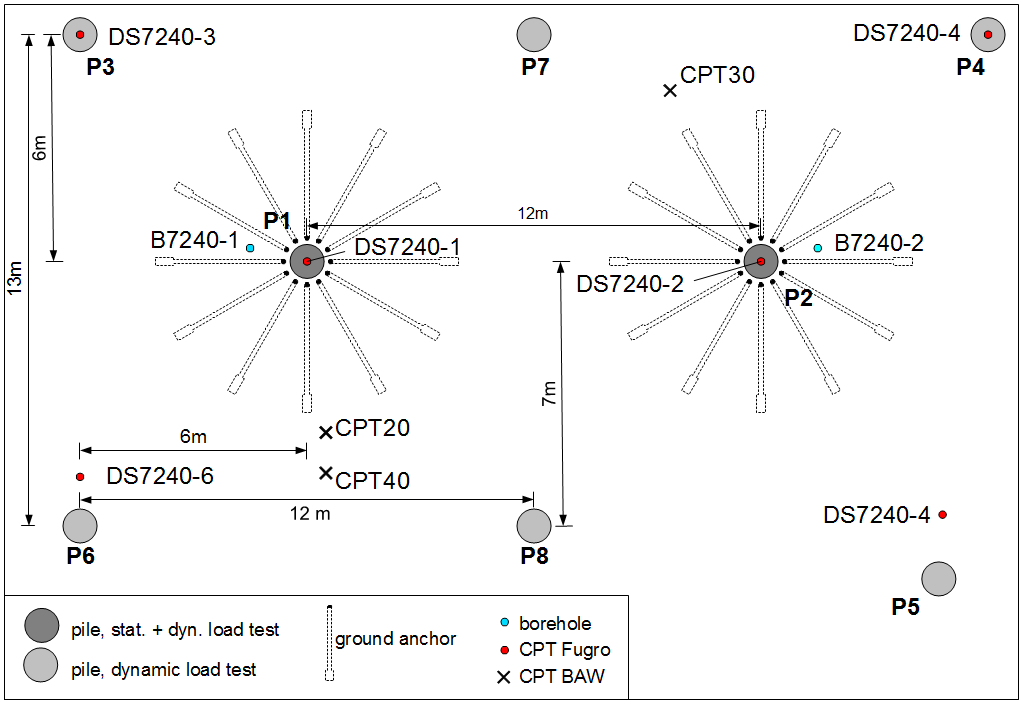 DS7240-3
DS7240-4
P3
P7
P4
CPT30
6m
P1
12m
B7240-1
DS7240-1
B7240-2
DS7240-2
P2
13m
7m
CPT20
6m
DS7240-6
CPT40
12 m
DS7240-4
P6
P8
P5
pile, stat. + dyn. load test
pile, dynamic load test
ground anchor
borehole
CPT Fugro
CPT BAW